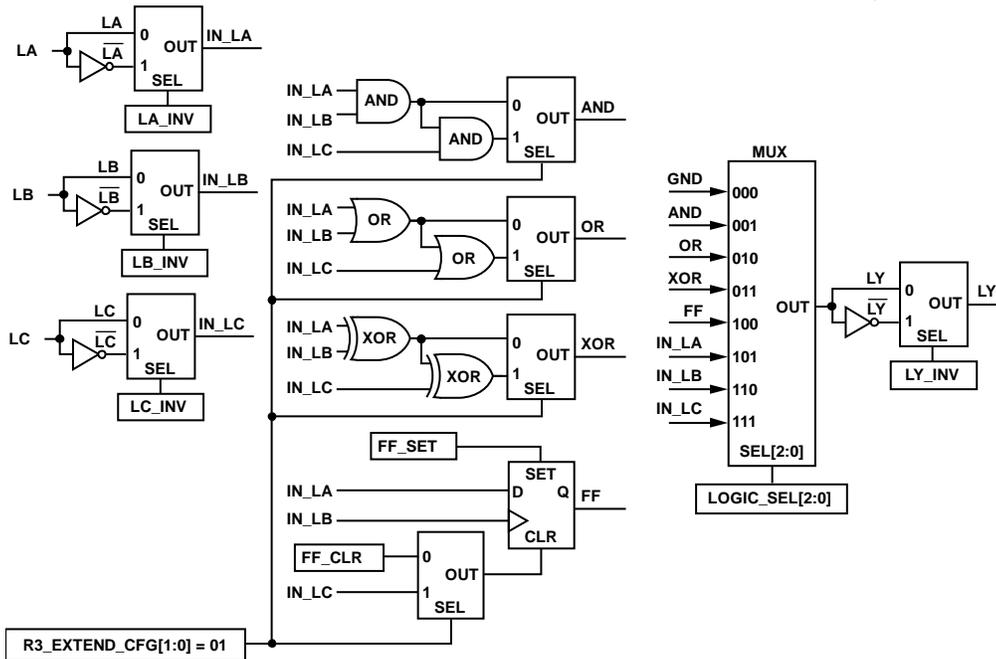 LA
LA
LA
0
1
OUT
SEL
IN_LA
LA_INV
LB
LB
LB
0
1
OUT
SEL
IN_LB
LB_INV
LC
LC
LC
0
1
OUT
SEL
IN_LC
LC_INV
IN_LA
IN_LB
IN_LC
AND
AND
0
1
OUT
SEL
AND
IN_LA
IN_LB
IN_LC
OR
OR
0
1
OUT
SEL
OR
IN_LA
IN_LB
IN_LC
XOR
XOR
0
1
OUT
SEL
XOR
FF_SET
IN_LA
IN_LB
SET
D
Q
CLR
FF
FF_CLR
IN_LC
0
1
OUT
SEL
R3_EXTEND_CFG[1:0] = 01
MUX
GND
000
AND
001
OR
010
XOR
011
FF
100
IN_LA
101
IN_LB
110
IN_LC
111
OUT
SEL[2:0]
LOGIC_SEL[2:0]
LY
LY
0
1
OUT
SEL
LY
LY_INV